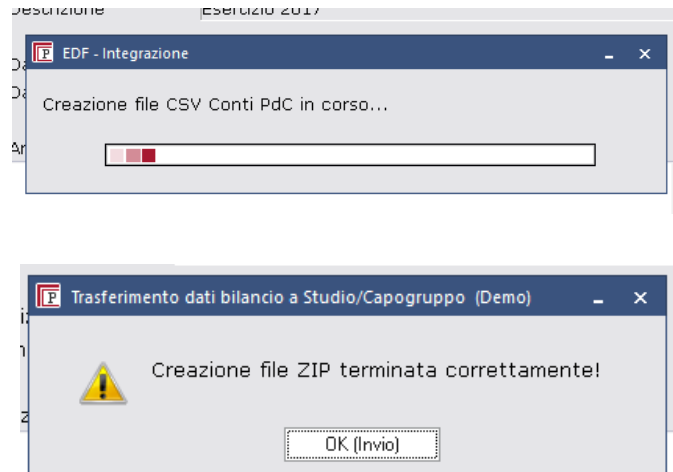 Descrizione Esercizio 2017
EDF - Integrazione
Creazione file CSV Conti PdC in corso...
Trasferimento dati bilancio a Studio/Capogruppo (Demo)
Creazione file ZIP terminata correttamente!
OK (Invio)